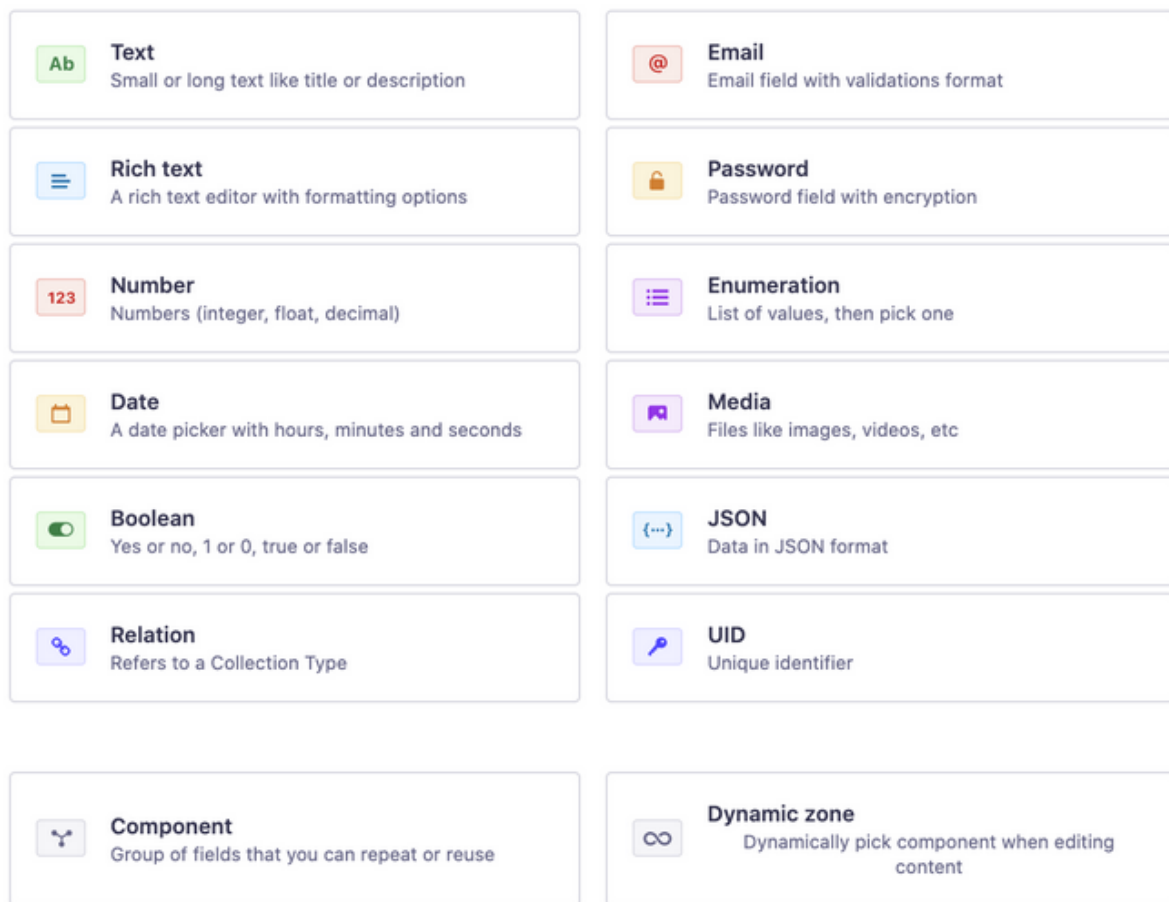 Ab
Text
Small or long text like title or description
@
Email
Email field with validations format
Rich text
A rich text editor with formatting options
Password
Password field with encryption
123
Number
Numbers (integer, float, decimal)
Enumeration
List of values, then pick one
Date
A date picker with hours, minutes and seconds
Media
Files like images, videos, etc
Boolean
Yes or no, 1 or 0, true or false
{...}
JSON
Data in JSON format
Relation
Refers to a Collection Type
UID
Unique identifier
Component
Group of fields that you can repeat or reuse
Dynamic zone
Dynamically pick component when editing
content